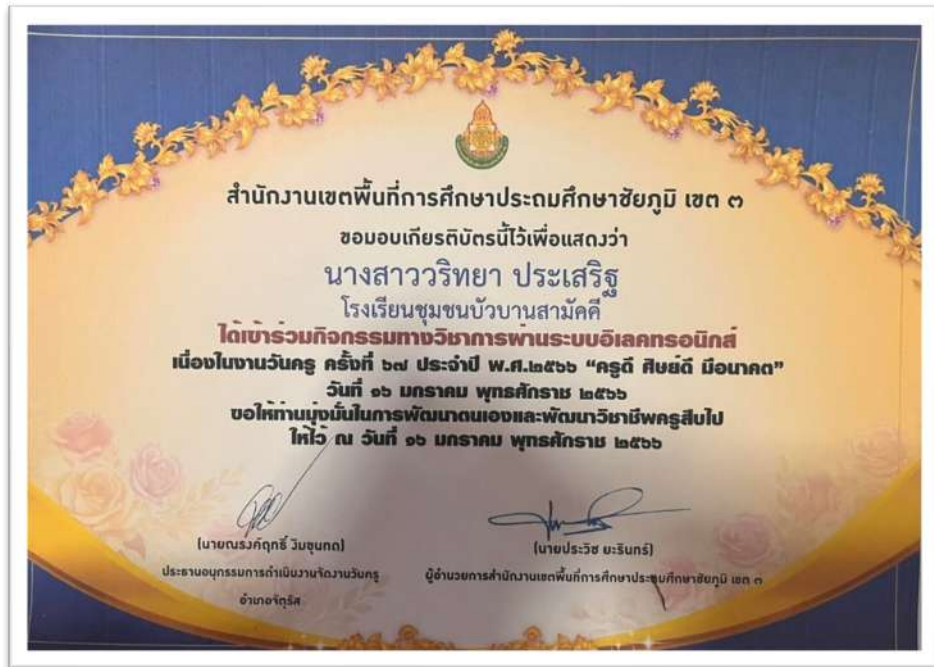 สำนักงานเขตพื้นที่การศึกษาประถมศึกษาชัยภูมิ เขต ๓
ขอมอบเกียรติบัตรนี้ไว้เพื่อแสดงว่า
นางสาววริทยา ประเสริฐ
โรงเรียนชุมชนบัวบานสามัคคี
ได้เข้าร่วมกิจกรรมทางวิชาการผ่านระบบอิเลคทรอนิกส์
เนื่องในงานวันครู ครั้งที่ ๖๗ ประจำปี พ.ศ.๒๕๖๖ “ครูดี ศิษย์ดี มีอนาคต”
วันที่ ๑๖ มกราคม พุทธศักราช ๒๕๖๖
ขอให้ท่านมุ่งมั่นในการพัฒนาตนเองและพัฒนาวิชาชีพครูสืบไป
ให้ไว้ ณ วันที่ ๑๖ มกราคม พุทธศักราช ๒๕๖๖
(นายณรงค์ฤทธิ์ วิมขุนทด)
(นายประวิช ยะรินทร์)
ประธานอนุกรรมการดำเนินงานจัดงานวันครู
ผู้อำนวยการสำนักงานเขตพื้นที่การศึกษาประถมศึกษาชัยภูมิ เขต ๓
อำเภอจัตุรัส